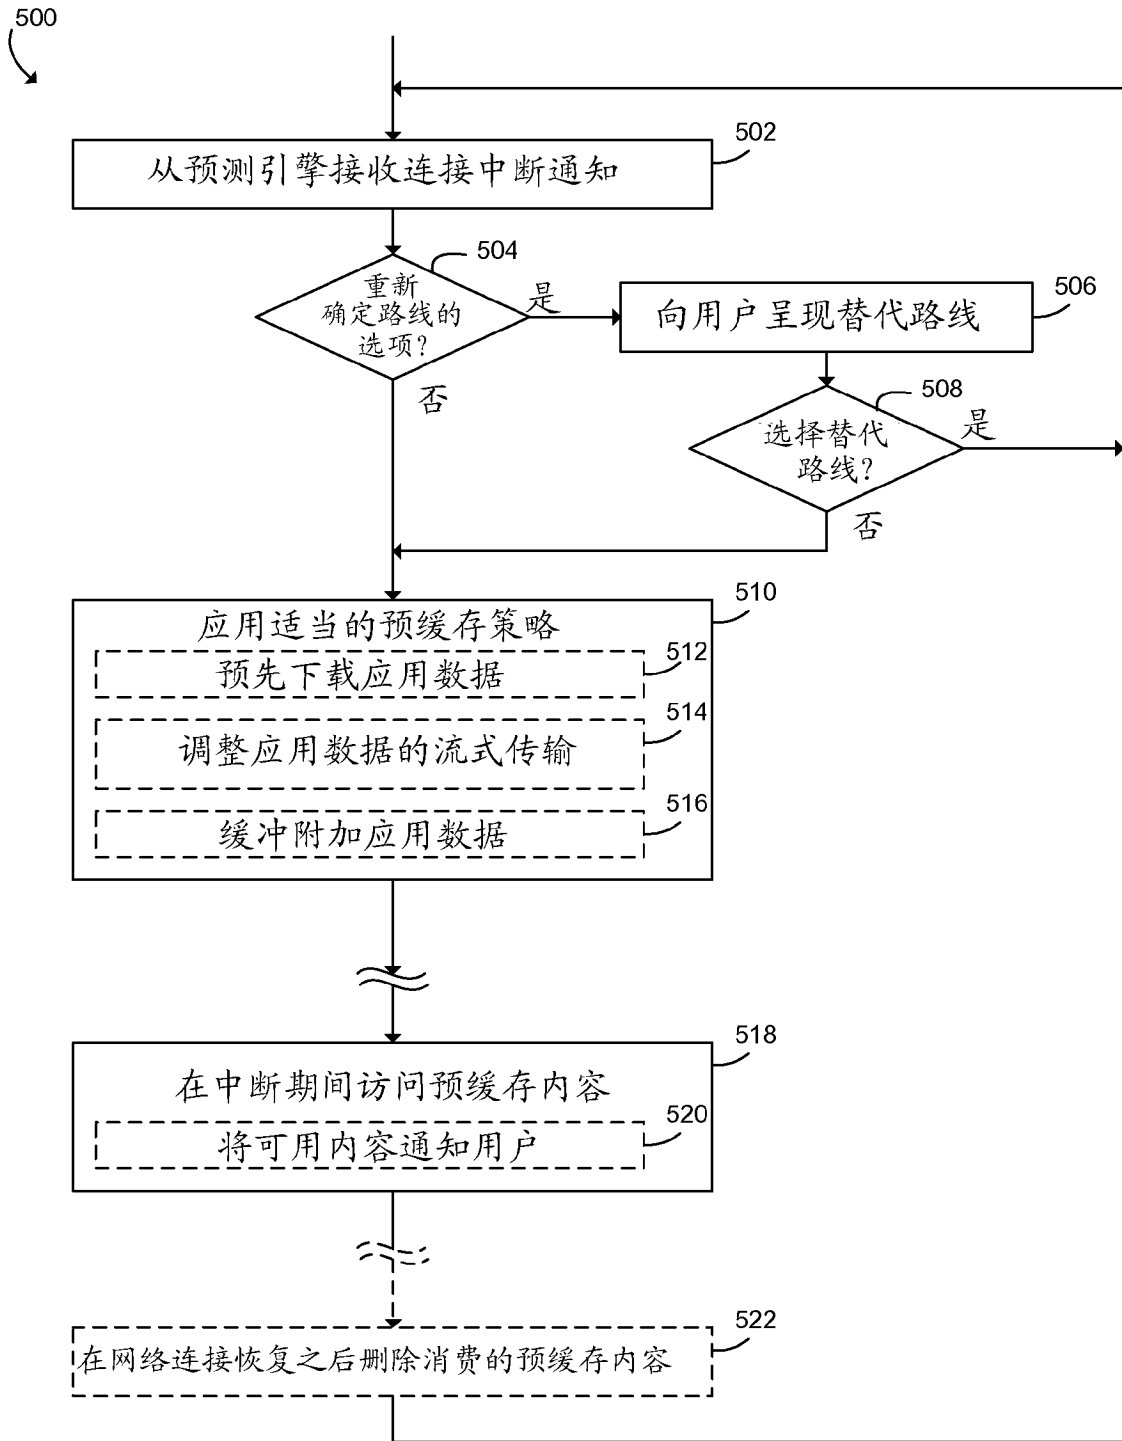 500
502
从预测引擎接收连接中断通知
504
重新
确定路线的
选项?
是
否
506
向用户呈现替代路线
508
选择替代
路线?
是
否
510
应用适当的预缓存策略
512
预先下载应用数据
514
调整应用数据的流式传输
516
缓冲附加应用数据
518
在中断期间访问预缓存内容
520
将可用内容通知用户
522
在网络连接恢复之后删除消费的预缓存内容